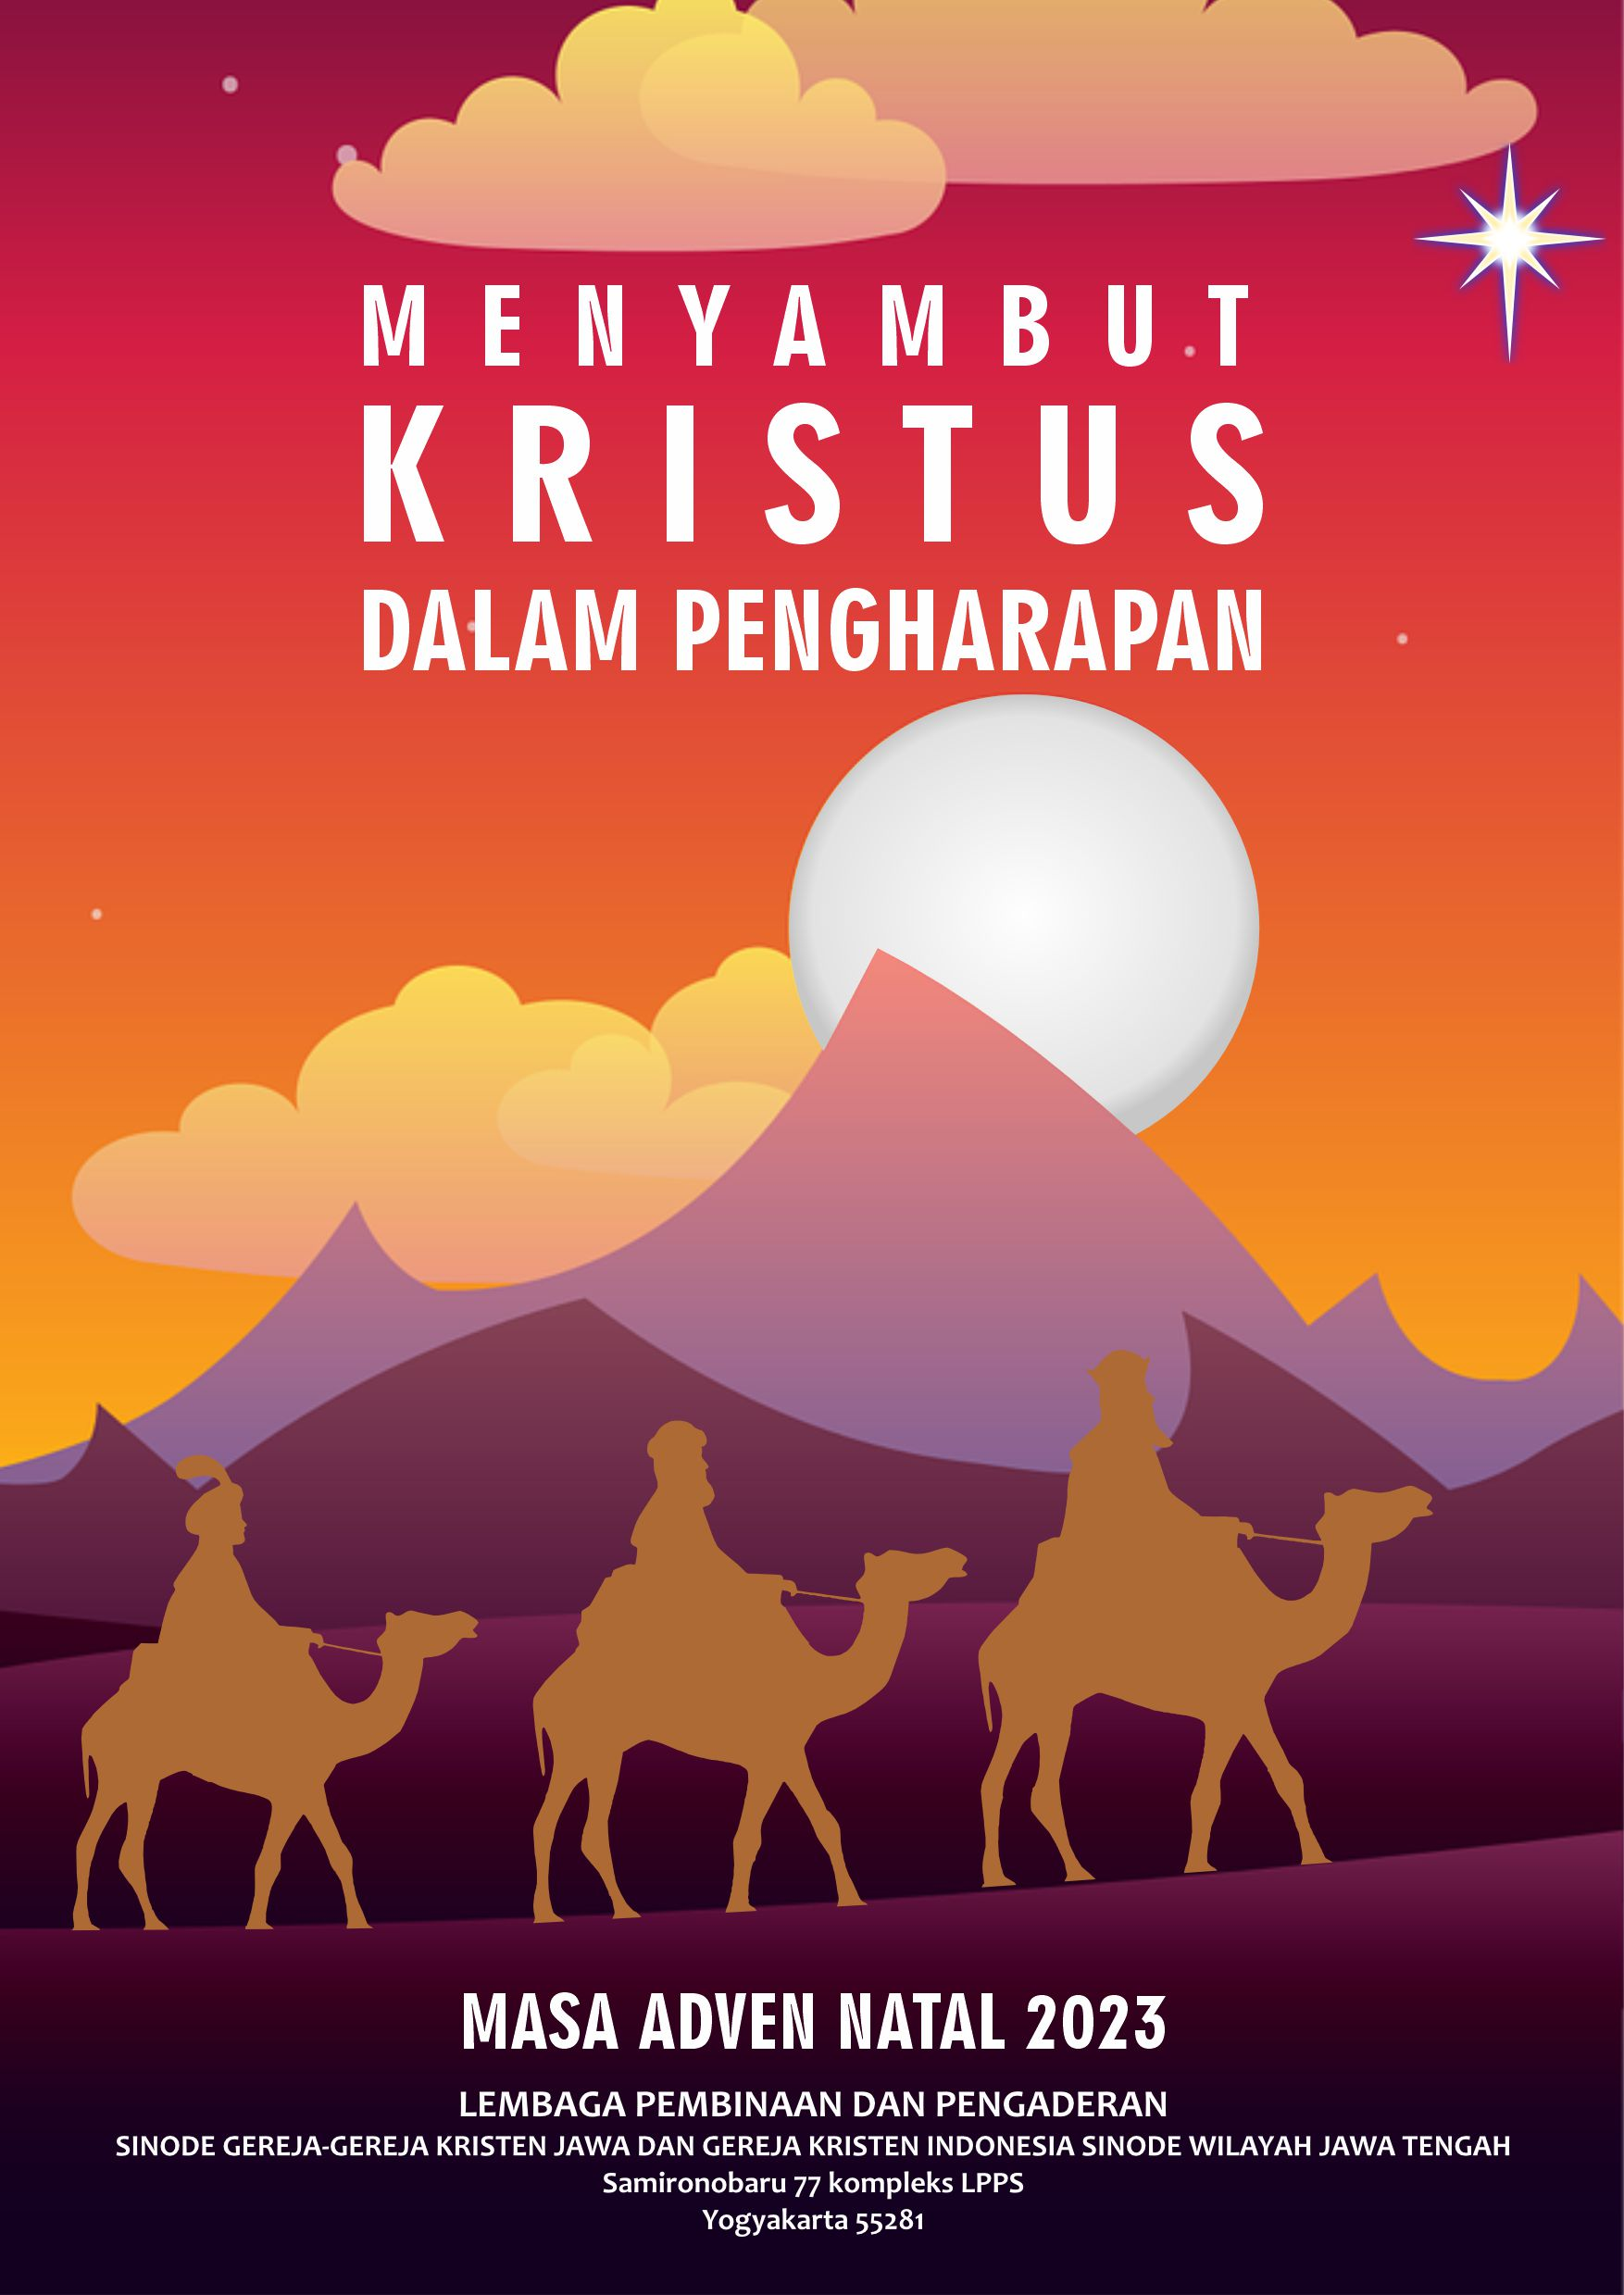 MENYAMBUT
KRISTUS
DALAM PENGHARAPAN
MASA ADVEN NATAL 2023
LEMBAGA PEMBINAAN DAN PENGADERAN
SINODE GEREJA-GEREJA KRISTEN JAWA DAN GEREJA KRISTEN INDONESIA SINODE WILAYAH JAWA TENGAH
Samironobaru 77 kompleks LPPS
Yogyakarta 55281